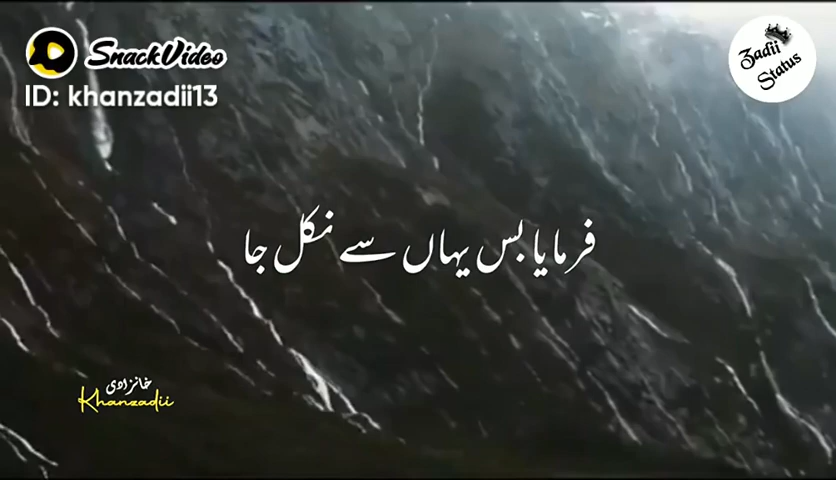 SnackVideo
ID: khanzadii13
Zadii
Status
فرمایا بس یہاں سے نکل جا
خانزادی
Khanzadii